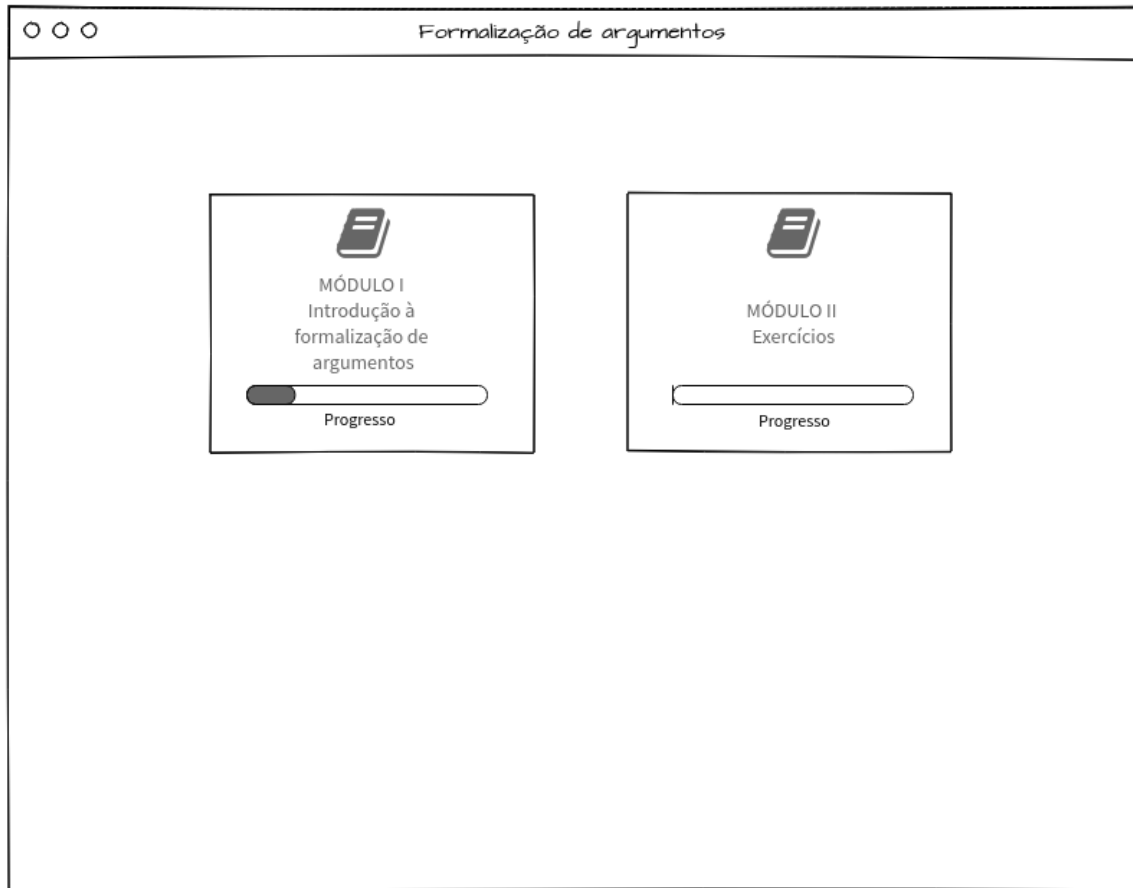 Formalização de argumentos
MÓDULO I
Introdução à
formalização de
argumentos
Progresso
MÓDULO II
Exercícios
Progresso